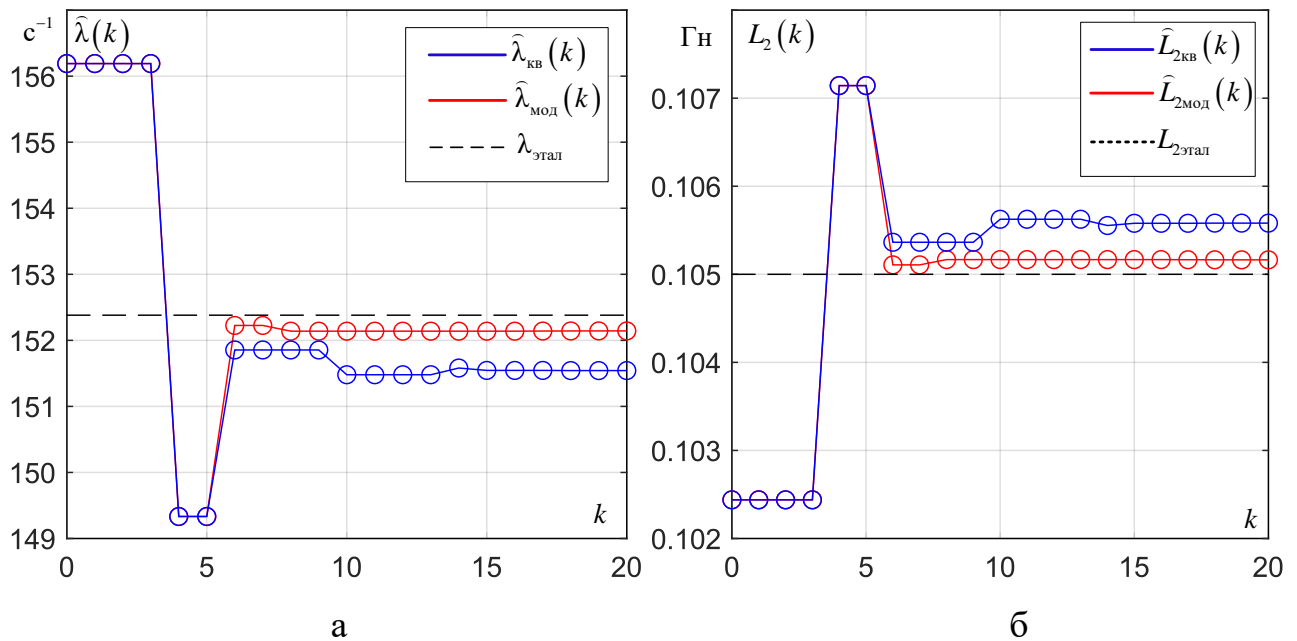 с⁻¹
λ̂(k)
λ̂кв(k)
λ̂мод(k)
λэтал
156
155
154
153
152
151
150
149
0
5
10
15
20
k
а
Гн
L₂(k)
L̂₂кв(k)
L̂₂мод(k)
L₂этал
0.107
0.106
0.105
0.104
0.103
0.102
0
5
10
15
20
k
б